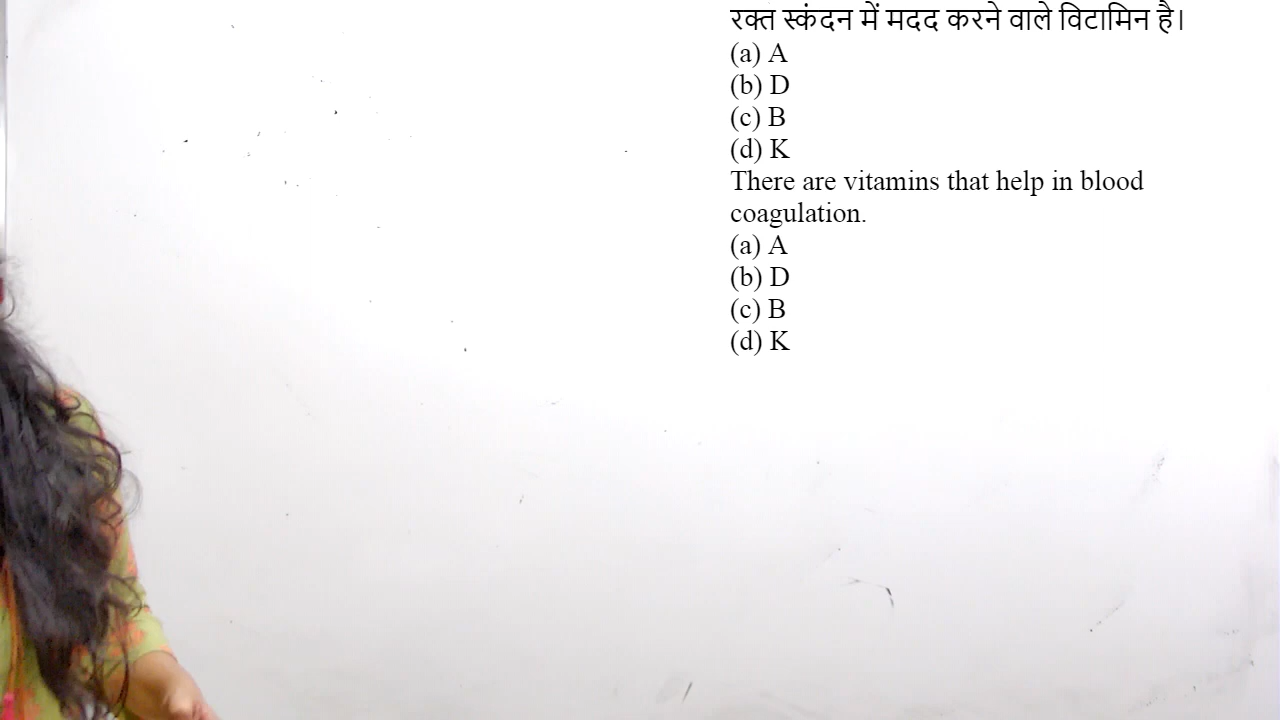 रक्त स्कंदन में मदद करने वाले विटामिन है।
(a) A
(b) D
(c) B
(d) K
There are vitamins that help in blood
coagulation.
(a) A
(b) D
(c) B
(d) K